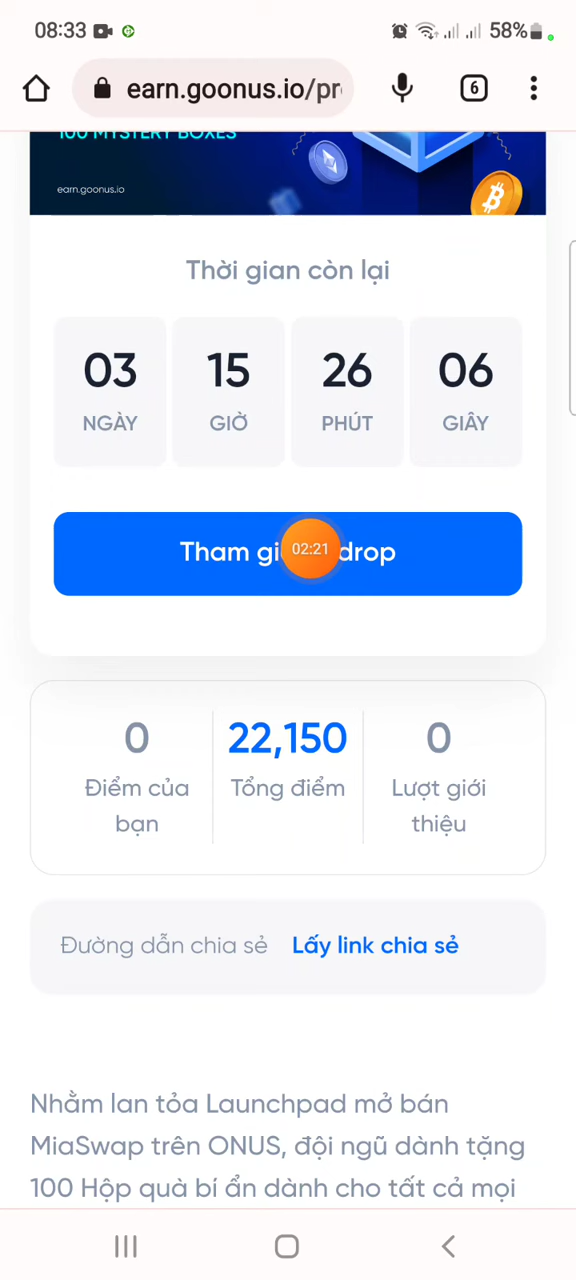 08:33
58%
earn.goonus.io/pr
6
100 MYSTERY BOXES
earn.goonus.io
Thời gian còn lại
03
15
26
06
NGÀY
GIỜ
PHÚT
GIÂY
Tham gi
02:21
drop
0
22,150
0
Điểm của
bạn
Tổng điểm
Lượt giới
thiệu
Đường dẫn chia sẻ Lấy link chia sẻ
Nhằm lan tỏa Launchpad mở bán
MiaSwap trên ONUS, đội ngũ dành tặng
100 Hộp quà bí ẩn dành cho tất cả mọi